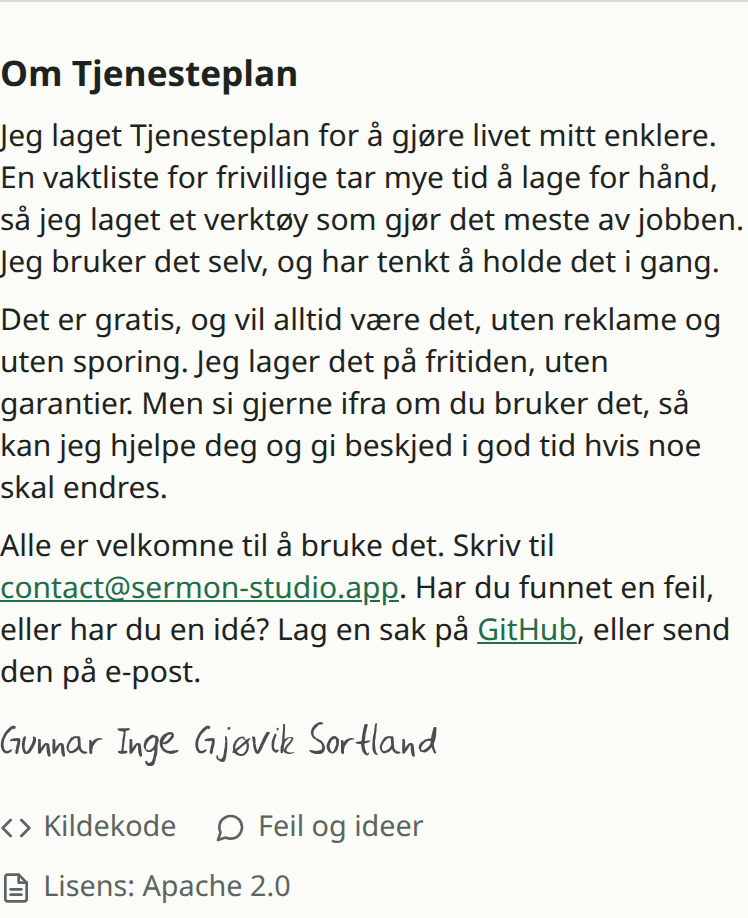 Om Tjenesteplan
Jeg laget Tjenesteplan for å gjøre livet mitt enklere.
En vaktliste for frivillige tar mye tid å lage for hånd,
så jeg laget et verktøy som gjør det meste av jobben.
Jeg bruker det selv, og har tenkt å holde det i gang.
Det er gratis, og vil alltid være det, uten reklame og
uten sporing. Jeg lager det på fritiden, uten
garantier. Men si gjerne ifra om du bruker det, så
kan jeg hjelpe deg og gi beskjed i god tid hvis noe
skal endres.
Alle er velkomne til å bruke det. Skriv til
contact@sermon-studio.app. Har du funnet en feil,
eller har du en idé? Lag en sak på GitHub, eller send
den på e-post.
Gunnar Inge Gjøvik Sortland
Kildekode Feil og ideer
Lisens: Apache 2.0